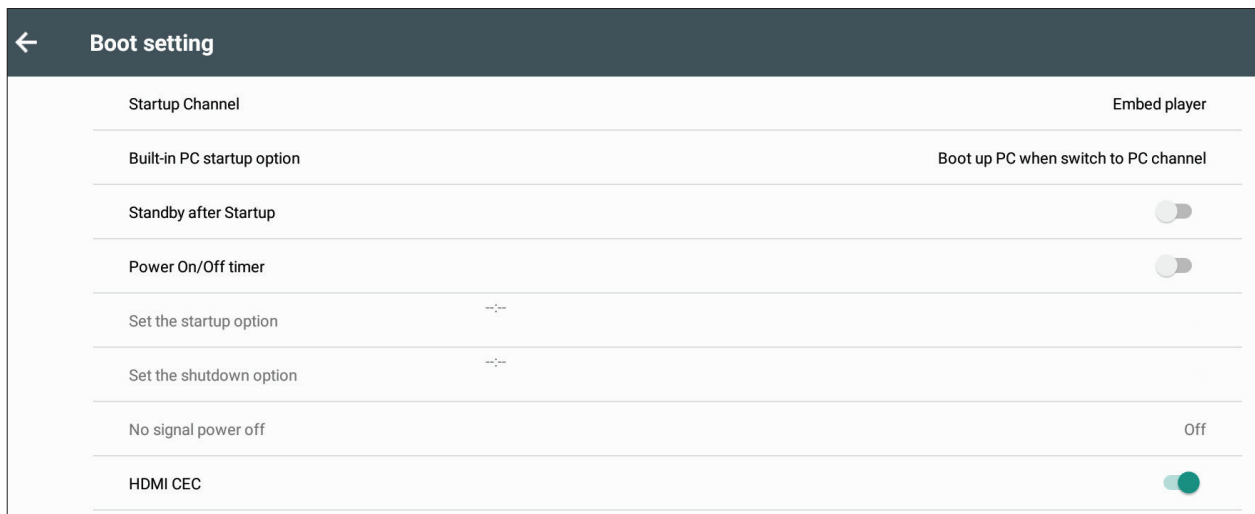 Boot setting
Startup Channel Embed player
Built-in PC startup option Boot up PC when switch to PC channel
Standby after Startup
Power On/Off timer
Set the startup option --:--
Set the shutdown option --:--
No signal power off Off
HDMI CEC